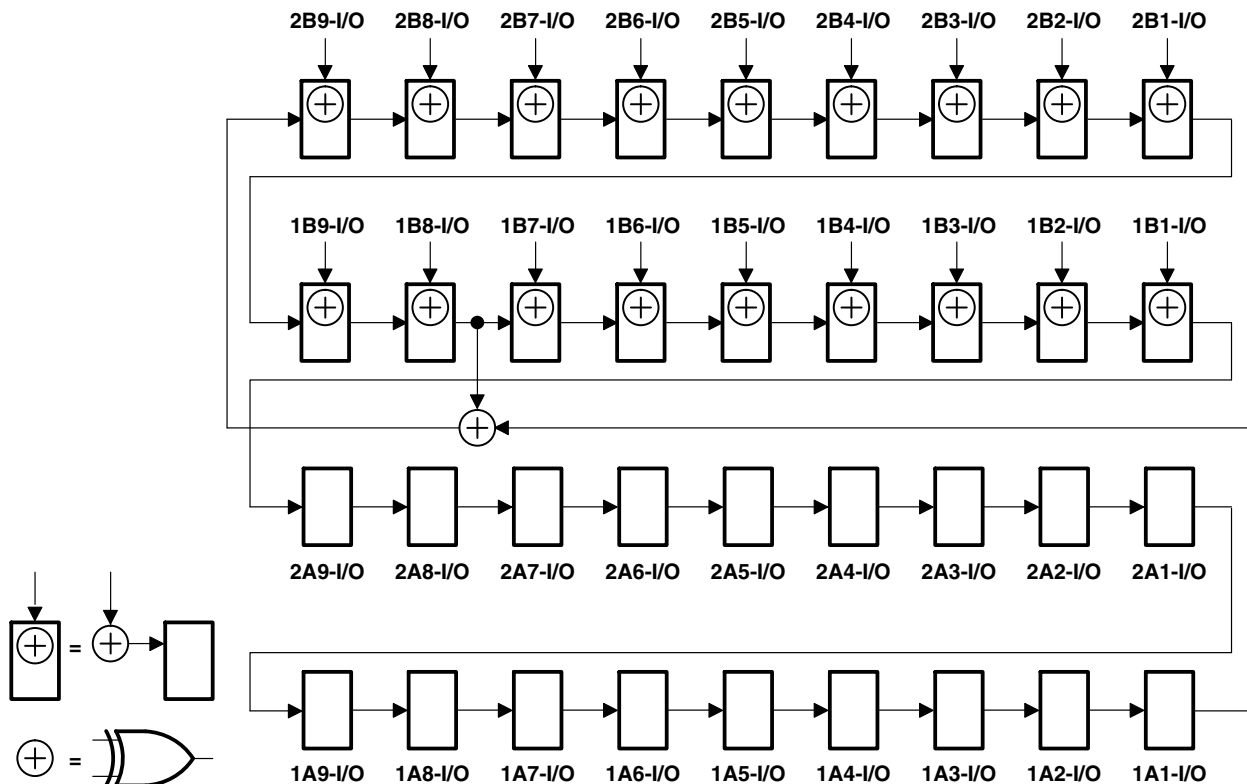 2B9-I/O 2B8-I/O 2B7-I/O 2B6-I/O 2B5-I/O 2B4-I/O 2B3-I/O 2B2-I/O 2B1-I/O
1B9-I/O 1B8-I/O 1B7-I/O 1B6-I/O 1B5-I/O 1B4-I/O 1B3-I/O 1B2-I/O 1B1-I/O
2A9-I/O 2A8-I/O 2A7-I/O 2A6-I/O 2A5-I/O 2A4-I/O 2A3-I/O 2A2-I/O 2A1-I/O
=
=
1A9-I/O 1A8-I/O 1A7-I/O 1A6-I/O 1A5-I/O 1A4-I/O 1A3-I/O 1A2-I/O 1A1-I/O